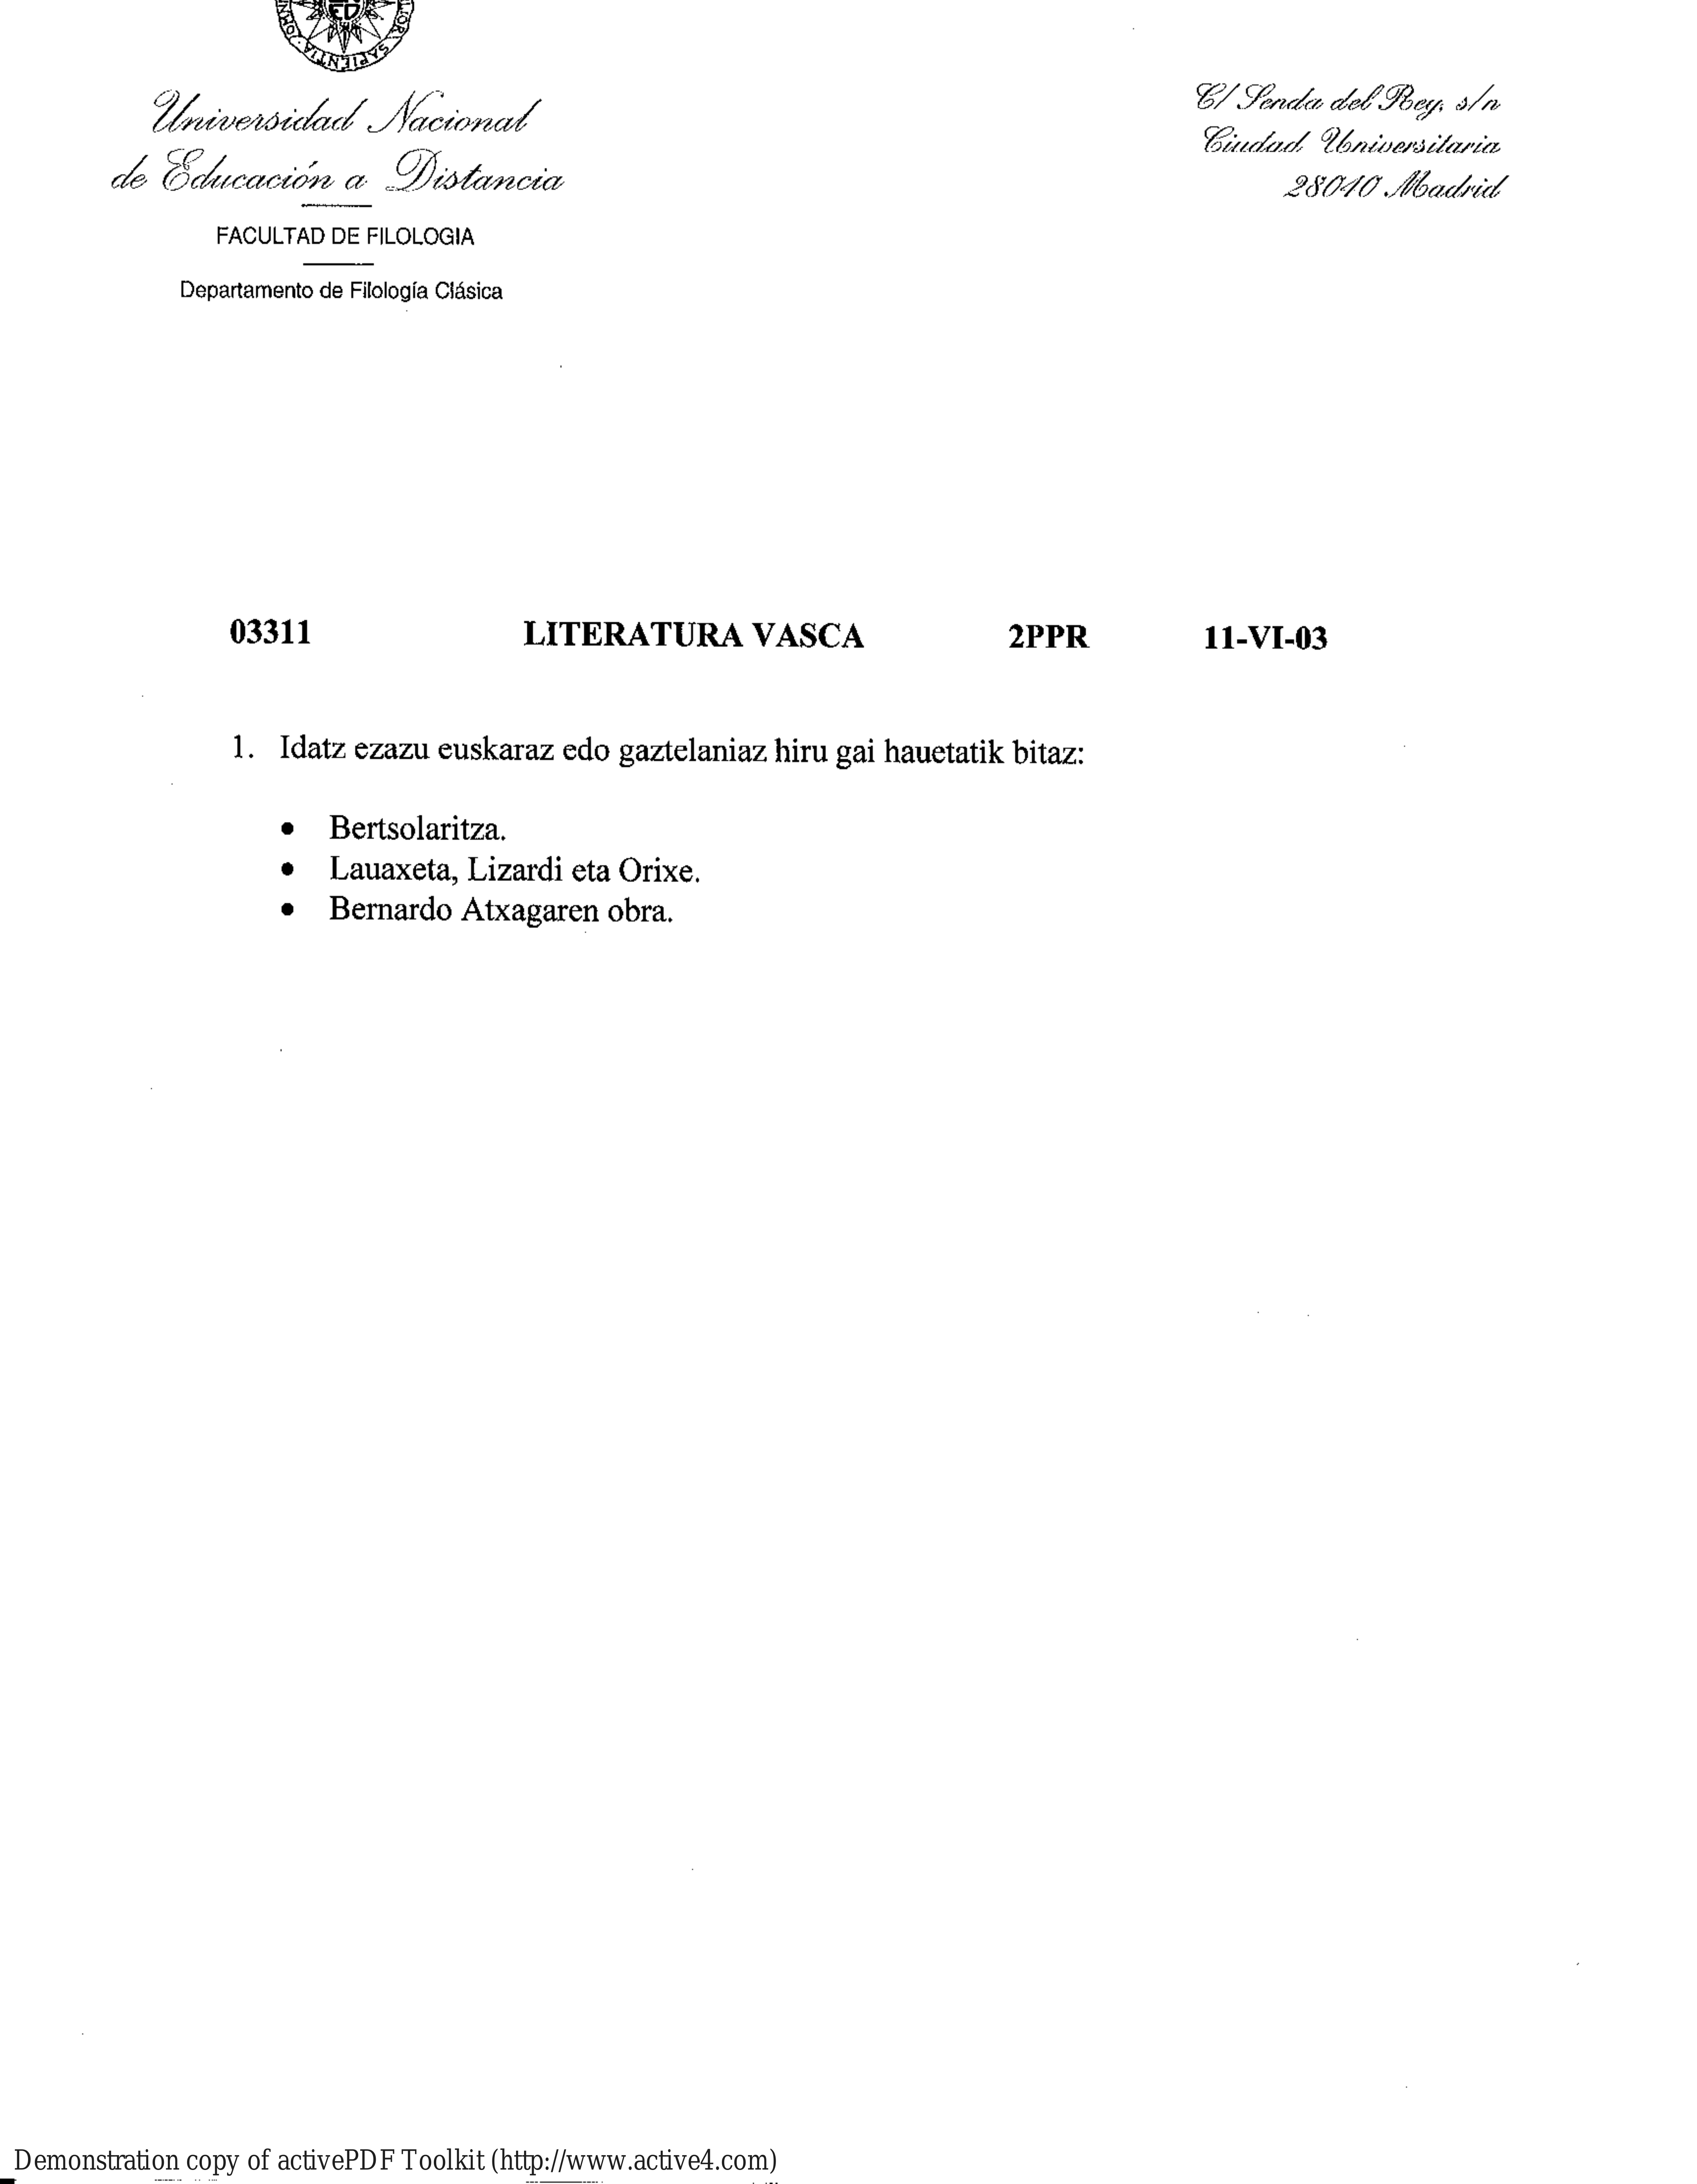 ED
SAPIENTIA
Universidad Nacional
de Educación a Distancia
FACULTAD DE FILOLOGIA
Departamento de Filología Clásica
C/ Senda del Rey, s/n
Ciudad Universitaria
28040 Madrid
03311 LITERATURA VASCA 2PPR 11-VI-03
1. Idatz ezazu euskaraz edo gaztelaniaz hiru gai hauetatik bitaz:
• Bertsolaritza.
• Lauaxeta, Lizardi eta Orixe.
• Bernardo Atxagaren obra.
Demonstration copy of activePDF Toolkit (http://www.active4.com)